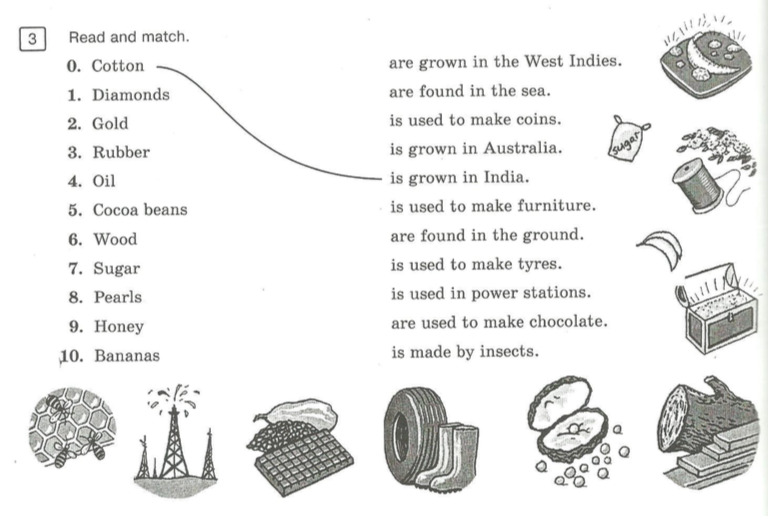 3 Read and match.
0. Cotton are grown in the West Indies.
1. Diamonds are found in the sea.
2. Gold is used to make coins.
3. Rubber is grown in Australia.
4. Oil is grown in India.
5. Cocoa beans is used to make furniture.
6. Wood are found in the ground.
7. Sugar is used to make tyres.
8. Pearls is used in power stations.
9. Honey are used to make chocolate.
10. Bananas is made by insects.
sugar